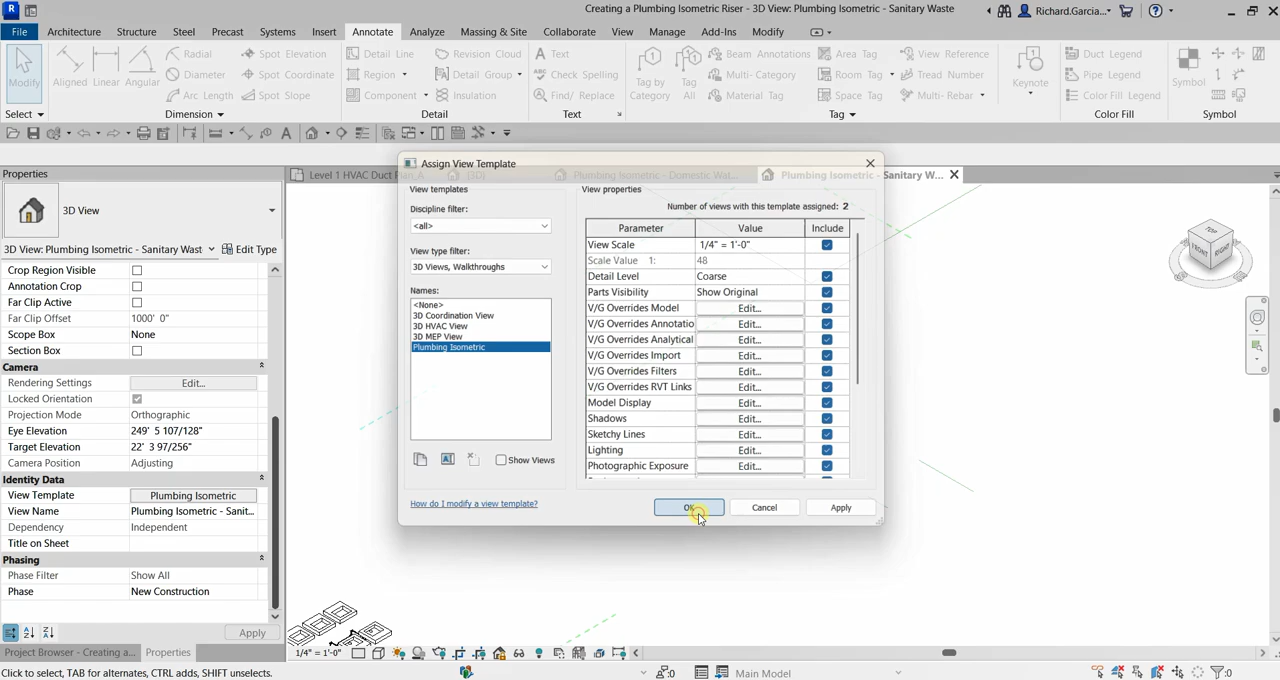 Creating a Plumbing Isometric Riser - 3D View: Plumbing Isometric - Sanitary Waste
Richard.Garcia...
File Architecture Structure Steel Precast Systems Insert Annotate Analyze Massing & Site Collaborate View Manage Add-Ins Modify
Modify
Aligned Linear Angular
Radial
Diameter
Arc Length
Spot Elevation
Spot Coordinate
Spot Slope
Detail Line
Region
Component
Revision Cloud
Detail Group
Insulation
Text
Check Spelling
Find/ Replace
Tag by Category
Tag All
Beam Annotations
Multi- Category
Material Tag
Area Tag
Room Tag
Space Tag
View Reference
Tread Number
Multi- Rebar
Keynote
Duct Legend
Pipe Legend
Color Fill Legend
Symbol
Select Dimension Detail Text Tag Color Fill Symbol
Properties
Level 1 HVAC Duct Plan A
{3D}
Plumbing Isometric - Domestic Wat...
Plumbing Isometric - Sanitary W...
3D View
3D View: Plumbing Isometric - Sanitary Wast
Edit Type
Crop Region Visible
Annotation Crop
Far Clip Active
Far Clip Offset 1000' 0"
Scope Box None
Section Box
Camera
Rendering Settings Edit...
Locked Orientation
Projection Mode Orthographic
Eye Elevation 249' 5 107/128"
Target Elevation 22' 3 97/256"
Camera Position Adjusting
Identity Data
View Template Plumbing Isometric
View Name Plumbing Isometric - Sanit...
Dependency Independent
Title on Sheet
Phasing
Phase Filter Show All
Phase New Construction
Apply
Project Browser - Creating a...
Properties
Assign View Template
View templates
Discipline filter:
<all>
View type filter:
3D Views, Walkthroughs
Names:
<None>
3D Coordination View
3D HVAC View
3D MEP View
Plumbing Isometric
Show Views
How do I modify a view template?
View properties
Number of views with this template assigned: 2
Parameter Value Include
View Scale 1/4" = 1'-0"
Scale Value 1: 48
Detail Level Coarse
Parts Visibility Show Original
V/G Overrides Model Edit...
V/G Overrides Annotatio Edit...
V/G Overrides Analytical Edit...
V/G Overrides Import Edit...
V/G Overrides Filters Edit...
V/G Overrides RVT Links Edit...
Model Display Edit...
Shadows Edit...
Sketchy Lines Edit...
Lighting Edit...
Photographic Exposure Edit...
OK Cancel Apply
TOP
FRONT RIGHT
1/4" = 1'-0"
Click to select, TAB for alternates, CTRL adds, SHIFT unselects.
:0
Main Model
:0